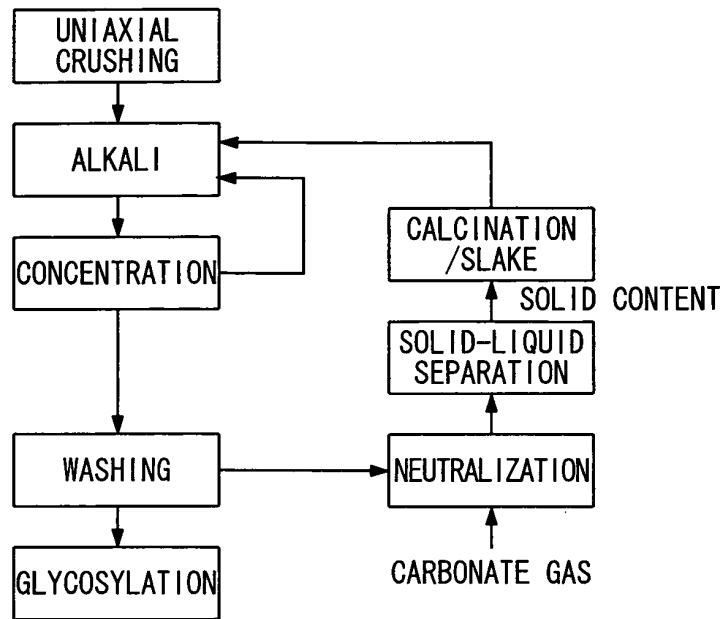 UNIAXIAL
CRUSHING
ALKALI
CONCENTRATION
WASHING
GLYCOSYLATION
CALCINATION
/SLAKE
SOLID CONTENT
SOLID-LIQUID
SEPARATION
NEUTRALIZATION
CARBONATE GAS